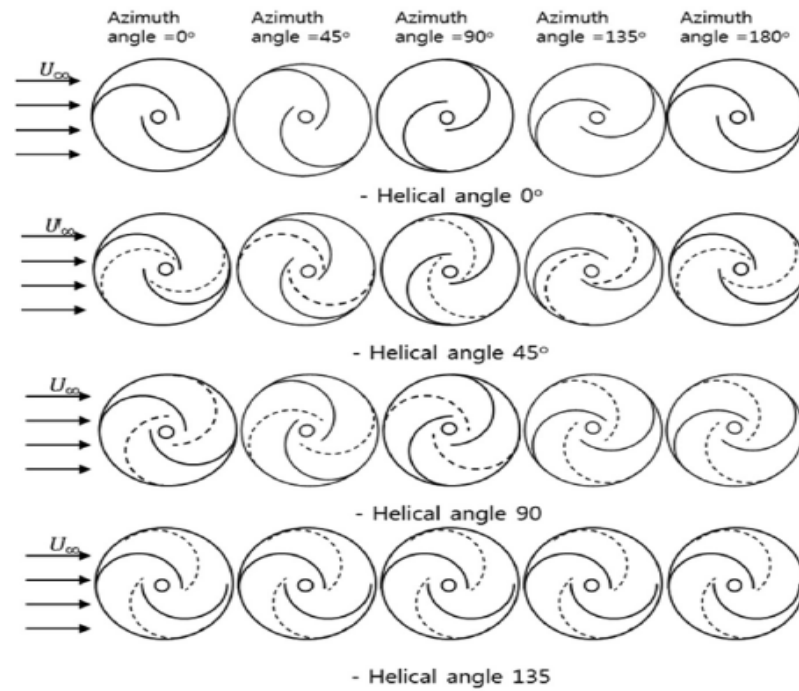 Azimuth angle =0° Azimuth angle =45° Azimuth angle =90° Azimuth angle =135° Azimuth angle =180°
U∞
- Helical angle 0°
U∞
- Helical angle 45°
U∞
- Helical angle 90
U∞
- Helical angle 135